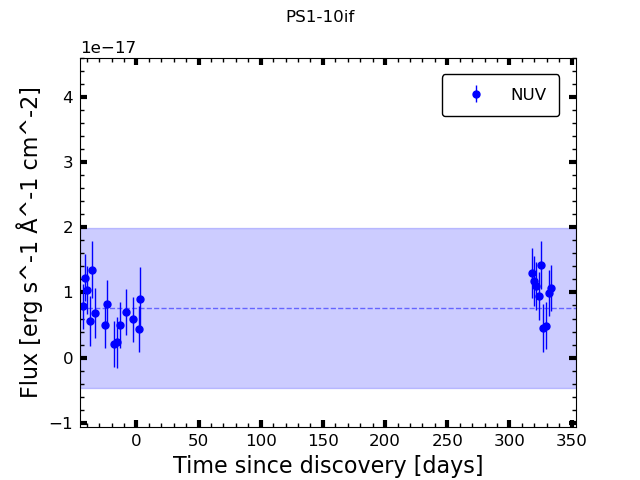 PS1-10if
1e−17
NUV
4
3
2
1
0
−1
Flux [erg s^-1 Å^-1 cm^-2]
0 50 100 150 200 250 300 350
Time since discovery [days]